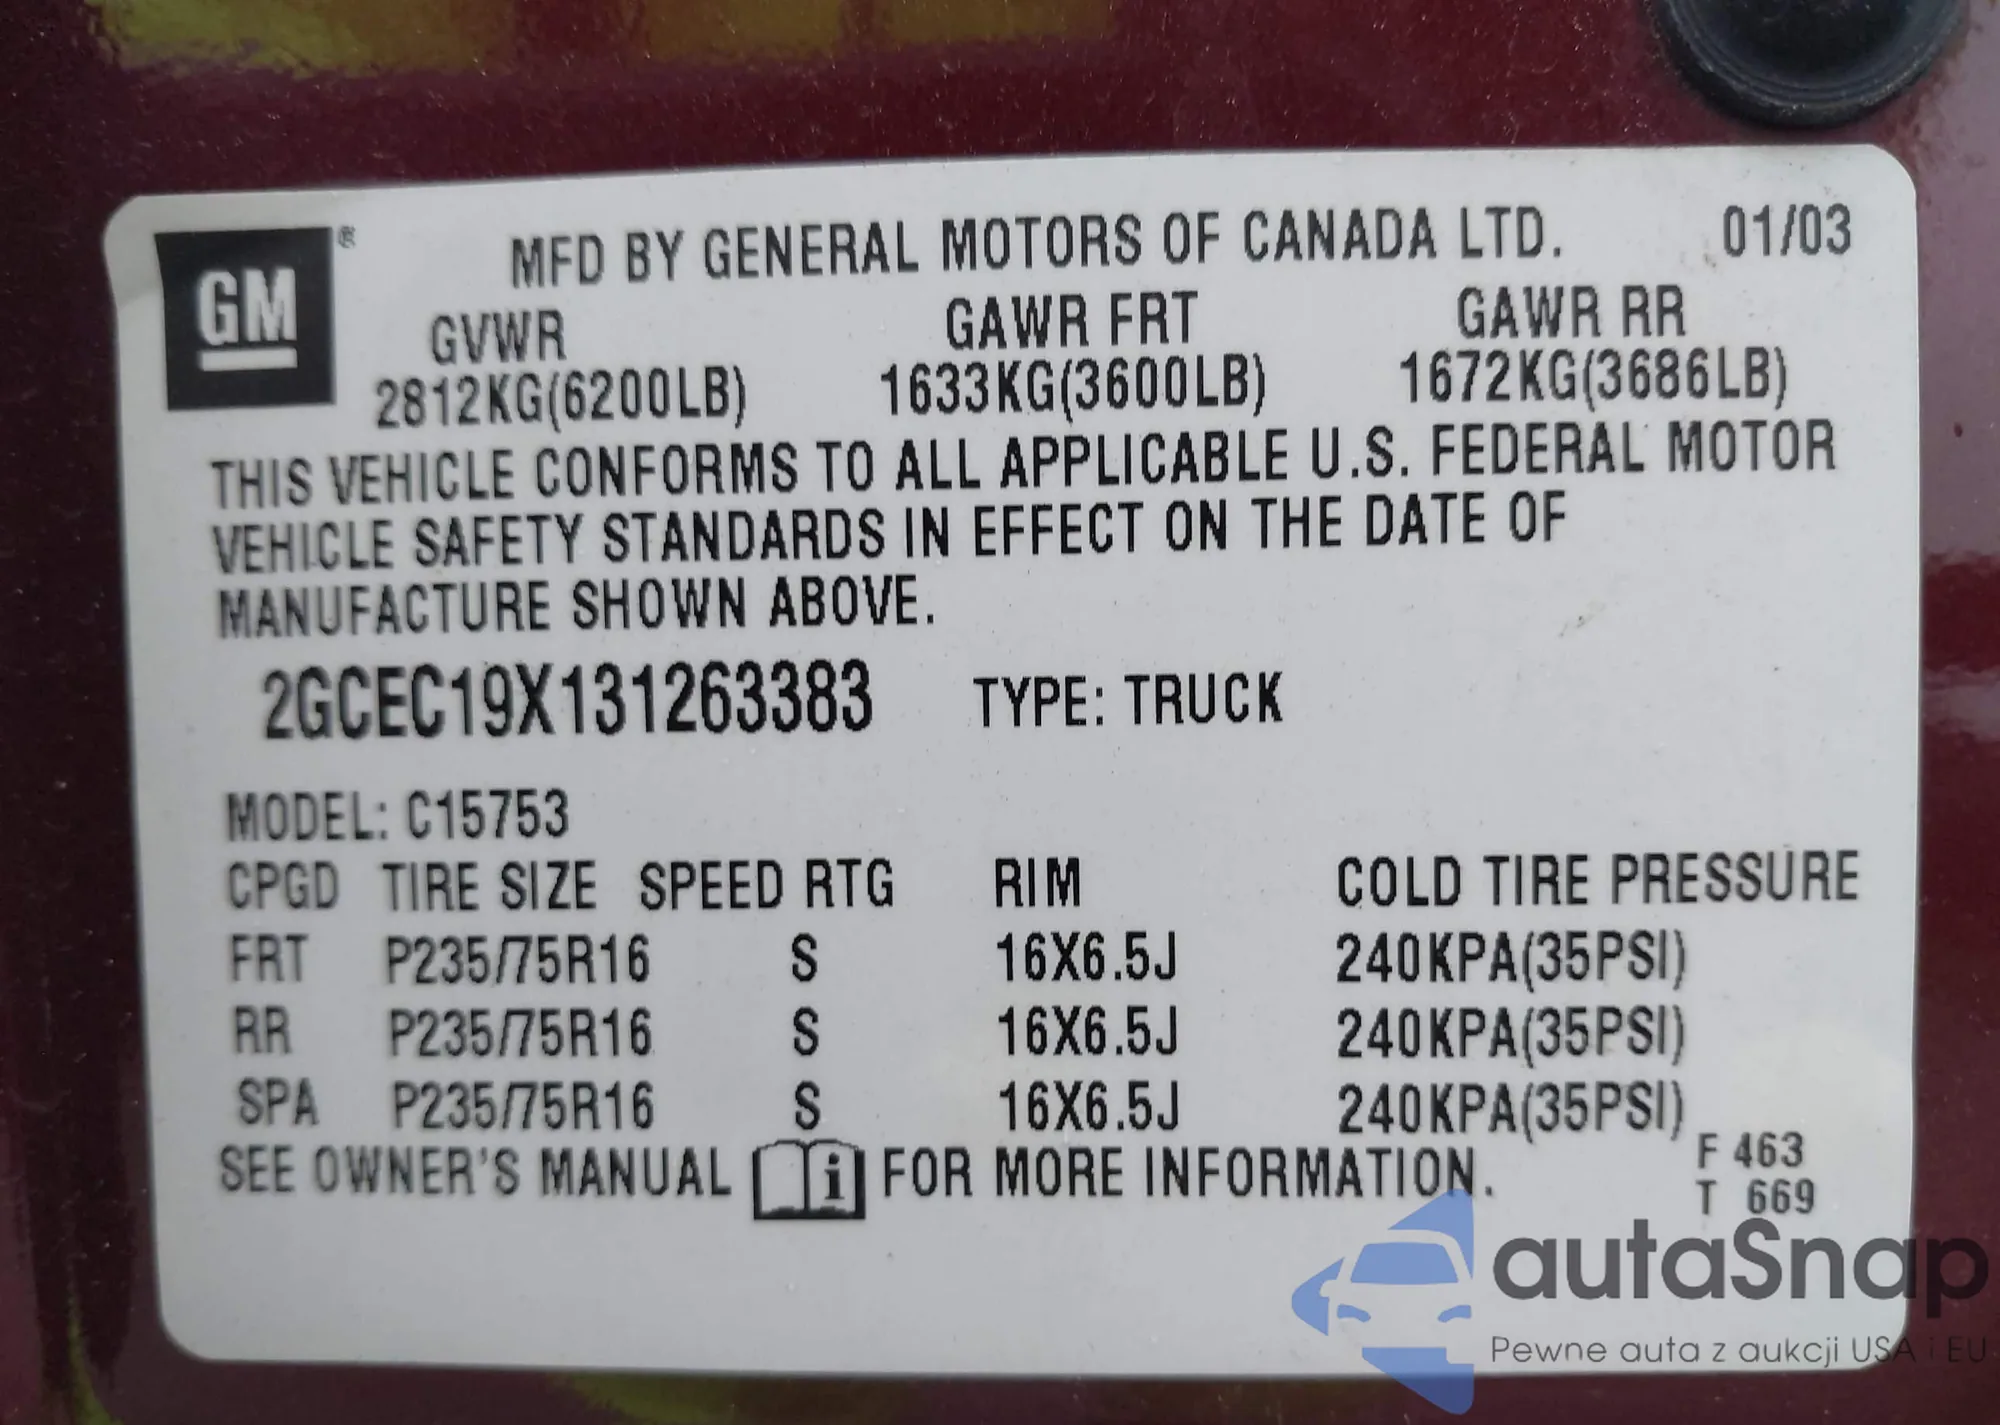 GM ®
MFD BY GENERAL MOTORS OF CANADA LTD. 01/03
GVWR GAWR FRT GAWR RR
2812KG(6200LB) 1633KG(3600LB) 1672KG(3686LB)
THIS VEHICLE CONFORMS TO ALL APPLICABLE U.S. FEDERAL MOTOR
VEHICLE SAFETY STANDARDS IN EFFECT ON THE DATE OF
MANUFACTURE SHOWN ABOVE.
2GCEC19X131263383 TYPE: TRUCK
MODEL: C15753
CPGD TIRE SIZE SPEED RTG RIM COLD TIRE PRESSURE
FRT P235/75R16 S 16X6.5J 240KPA(35PSI)
RR P235/75R16 S 16X6.5J 240KPA(35PSI)
SPA P235/75R16 S 16X6.5J 240KPA(35PSI)
SEE OWNER'S MANUAL i FOR MORE INFORMATION.
F 463
T 669
autaSnap
Pewne auta z aukcji USA i EU